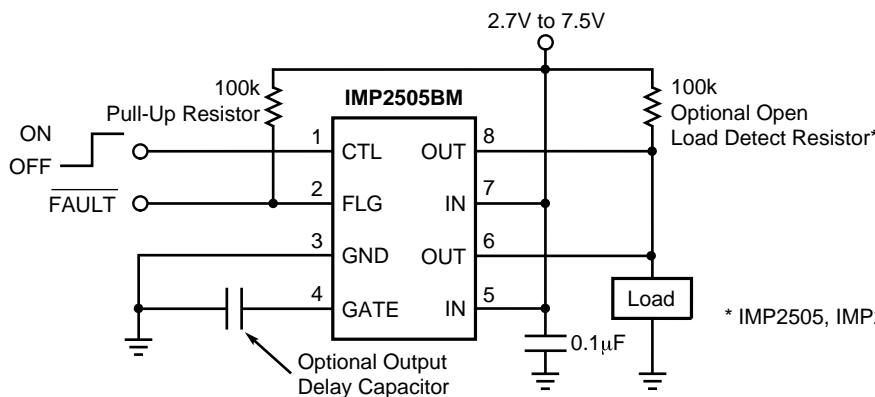 2.7V to 7.5V
100k
Pull-Up Resistor
IMP2505BM
100k
Optional Open
Load Detect Resistor*
ON
OFF
1
CTL
OUT
8
FAULT
2
FLG
IN
7
3
GND
OUT
6
4
GATE
IN
5
Load
* IMP2505, IMP
0.1µF
Optional Output
Delay Capacitor